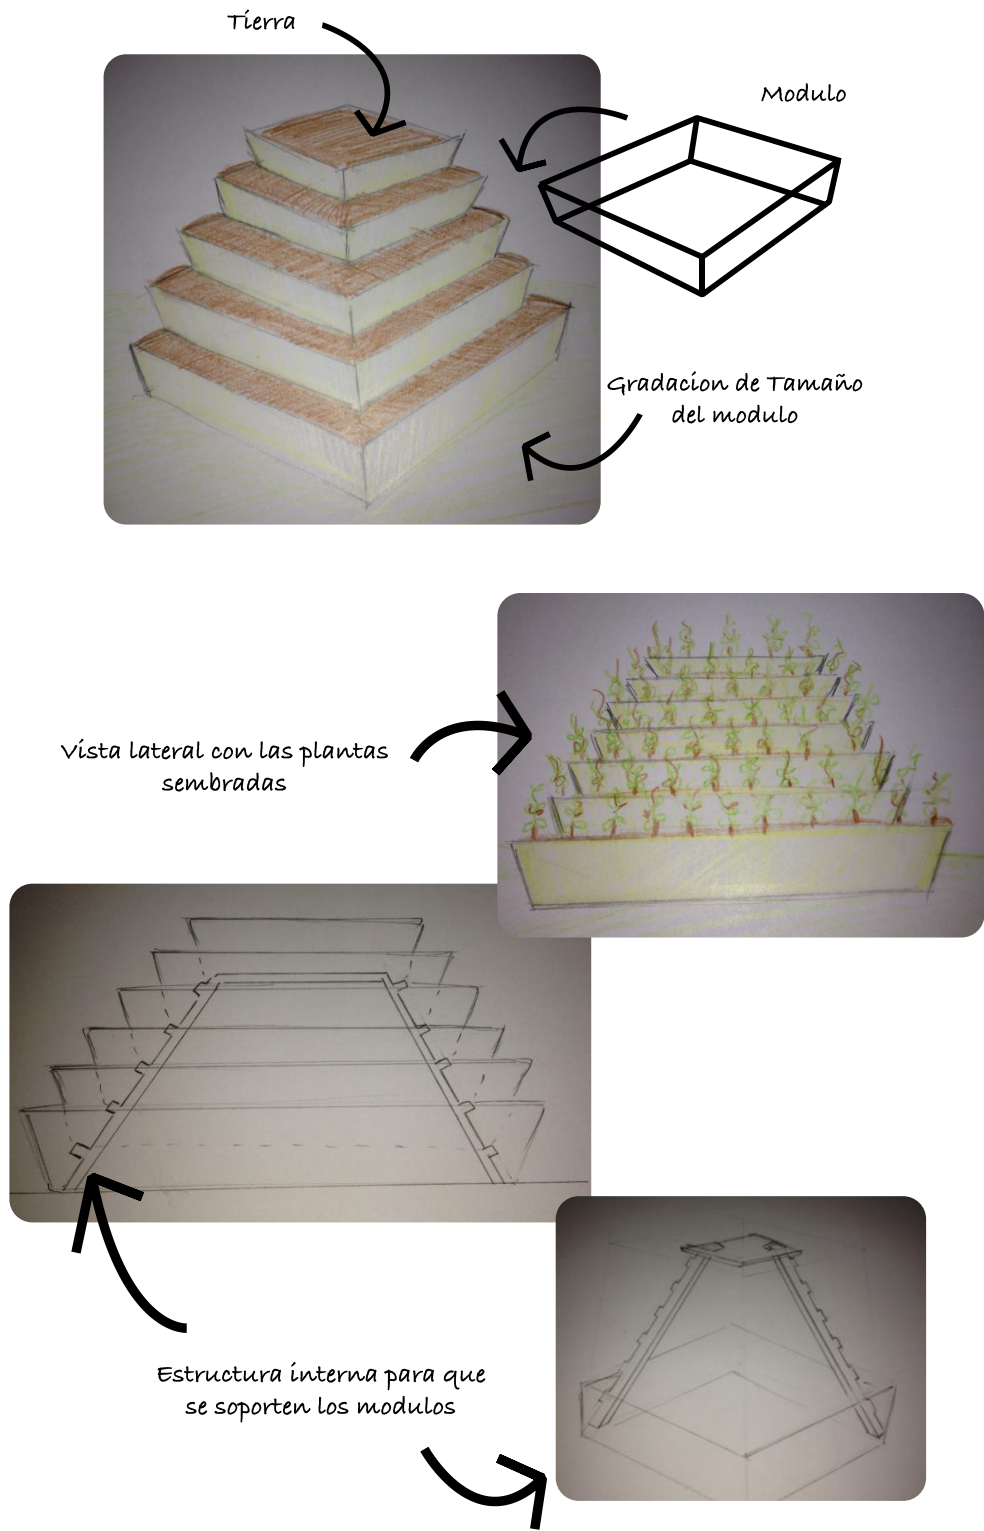 Tierra
Modulo
Gradacion de Tamaño
del modulo
Vista lateral con las plantas
sembradas
Estructura interna para que
se soporten los modulos